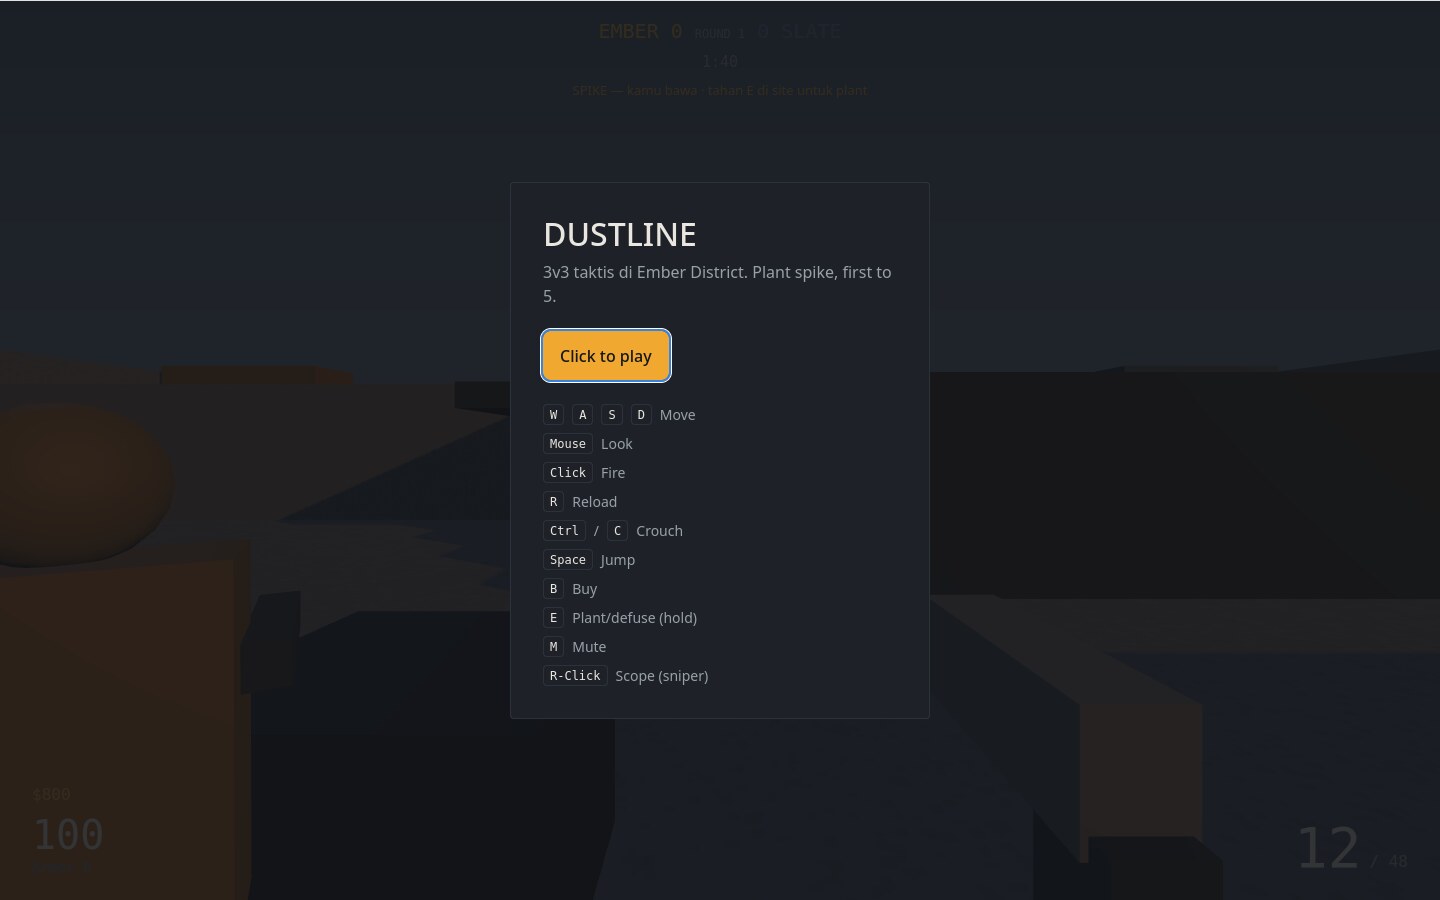 EMBER 0 ROUND 1 0 SLATE
1:40
SPIKE — kamu bawa · tahan E di site untuk plant
DUSTLINE
3v3 taktis di Ember District. Plant spike, first to
5.
Click to play
W A S D Move
Mouse Look
Click Fire
R Reload
Ctrl / C Crouch
Space Jump
B Buy
E Plant/defuse (hold)
M Mute
R-Click Scope (sniper)
$800
100
12 / 48